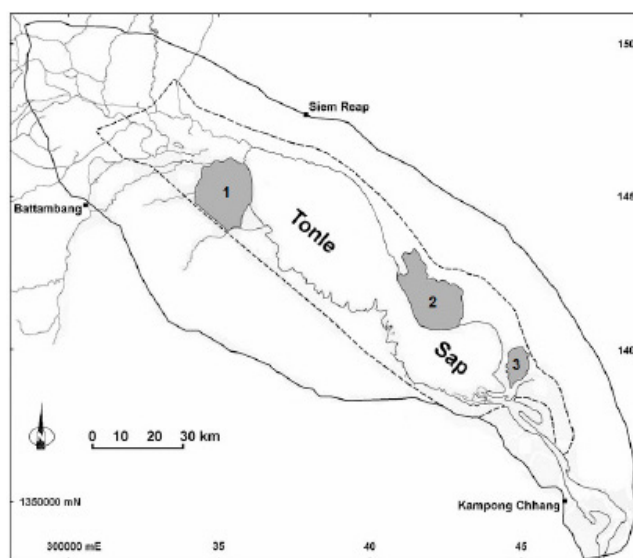 150
Siem Reap
1
145
Battambang
Tonle
2
Sap
140
3
N
0 10 20 30 km
1350000 mN
Kampong Chhang
300000 mE 35 40 45